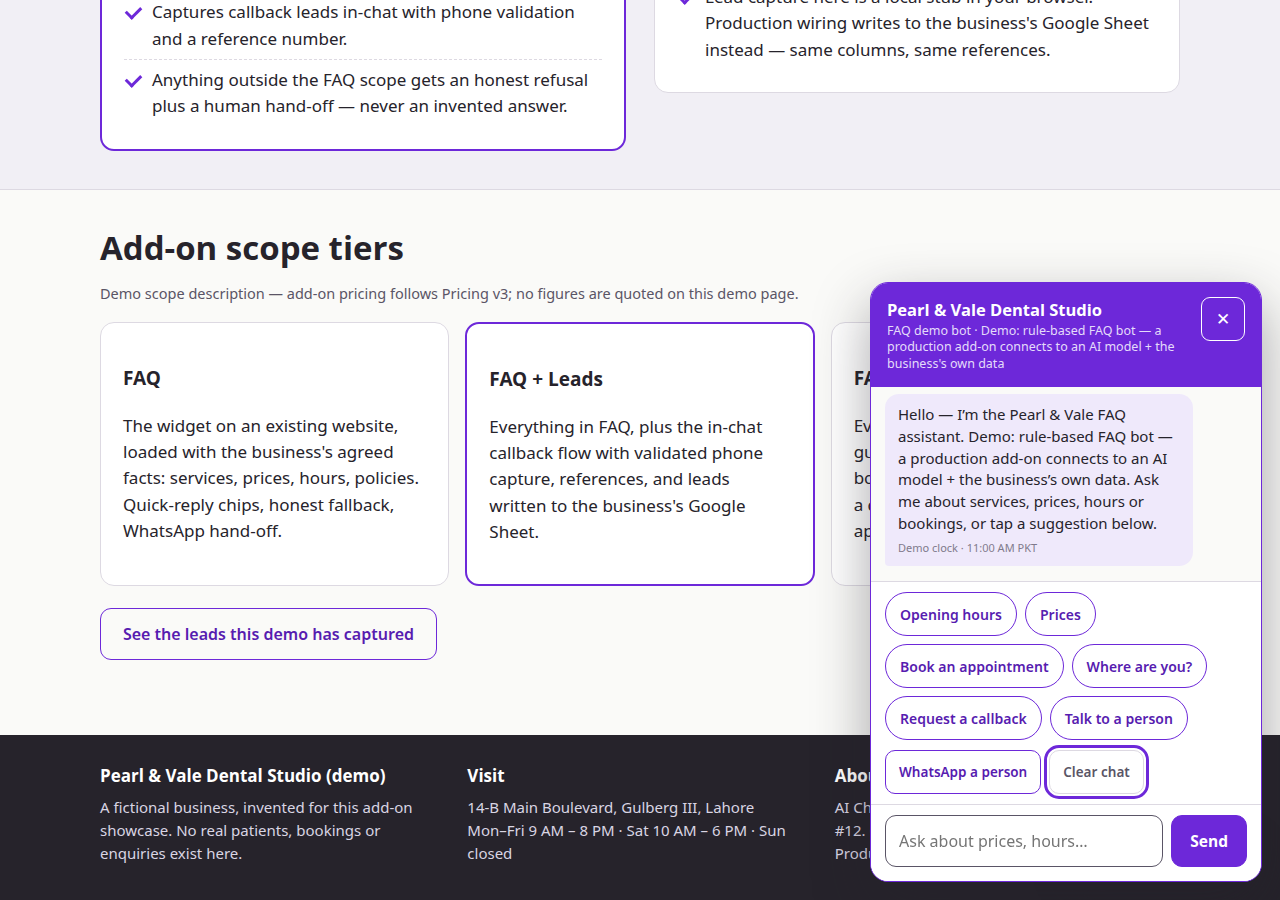 Captures callback leads in-chat with phone validation
and a reference number.
Anything outside the FAQ scope gets an honest refusal
plus a human hand-off — never an invented answer.
Production wiring writes to the business's Google Sheet
instead — same columns, same references.
Add-on scope tiers
Demo scope description — add-on pricing follows Pricing v3; no figures are quoted on this demo page.
FAQ
The widget on an existing website,
loaded with the business's agreed
facts: services, prices, hours, policies.
Quick-reply chips, honest fallback,
WhatsApp hand-off.
FAQ + Leads
Everything in FAQ, plus the in-chat
callback flow with validated phone
capture, references, and leads
written to the business's Google
Sheet.
See the leads this demo has captured
Pearl & Vale Dental Studio (demo)
A fictional business, invented for this add-on
showcase. No real patients, bookings or
enquiries exist here.
Visit
14-B Main Boulevard, Gulberg III, Lahore
Mon–Fri 9 AM – 8 PM · Sat 10 AM – 6 PM · Sun
closed
AI
#12.
Pearl & Vale Dental Studio
FAQ demo bot · Demo: rule-based FAQ bot — a
production add-on connects to an AI model + the
business's own data
✕
Hello — I’m the Pearl & Vale FAQ
assistant. Demo: rule-based FAQ bot —
a production add-on connects to an AI
model + the business’s own data. Ask
me about services, prices, hours or
bookings, or tap a suggestion below.
Demo clock · 11:00 AM PKT
Opening hours
Prices
Book an appointment
Where are you?
Request a callback
Talk to a person
WhatsApp a person
Clear chat
Ask about prices, hours...
Send